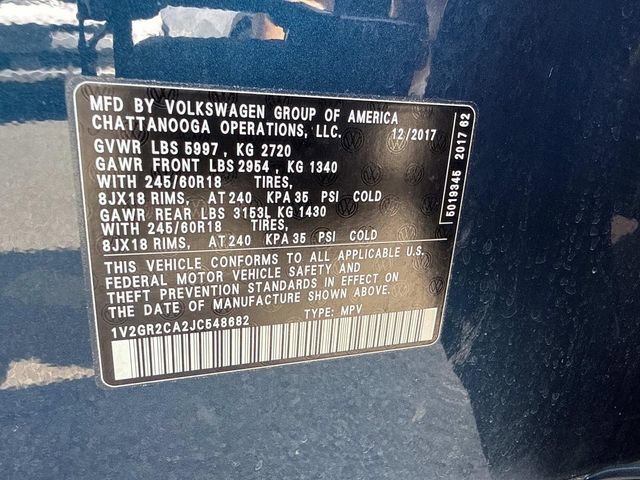 MFD BY VOLKSWAGEN GROUP OF AMERICA
CHATTANOOGA OPERATIONS, LLC. 12/2017
GVWR LBS 5997, KG 2720
GAWR FRONT LBS 2954, KG 1340
WITH 245/60R18 TIRES,
8JX18 RIMS, AT 240 KPA 35 PSI COLD
GAWR REAR LBS 3153L KG 1430
WITH 245/60R18 TIRES,
8JX18 RIMS, AT 240 KPA 35 PSI COLD
THIS VEHICLE CONFORMS TO ALL APPLICABLE U.S.
FEDERAL MOTOR VEHICLE SAFETY AND
THEFT PREVENTION STANDARDS IN EFFECT ON
THE DATE OF MANUFACTURE SHOWN ABOVE.
1V2GR2CA2JC548682 TYPE: MPV
5019345 2017 62